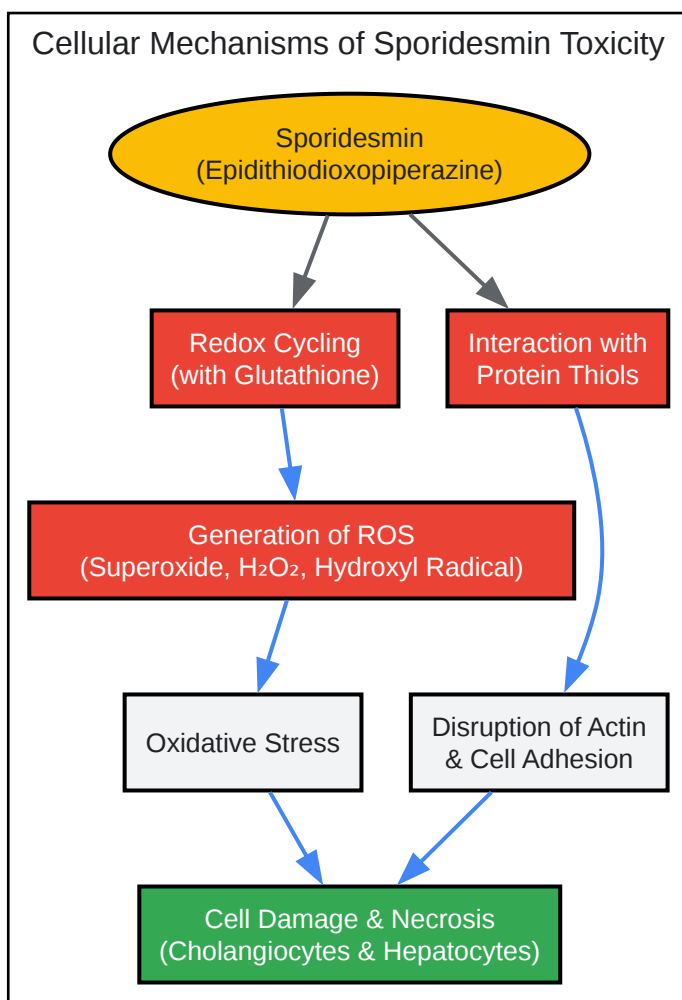 Cellular Mechanisms of Sporidesmin Toxicity
Sporidesmin
(Epidithiodioxopiperazine)
Redox Cycling
(with Glutathione)
Interaction with
Protein Thiols
Generation of ROS
(Superoxide, H₂O₂, Hydroxyl Radical)
Oxidative Stress
Disruption of Actin
& Cell Adhesion
Cell Damage & Necrosis
(Cholangiocytes & Hepatocytes)